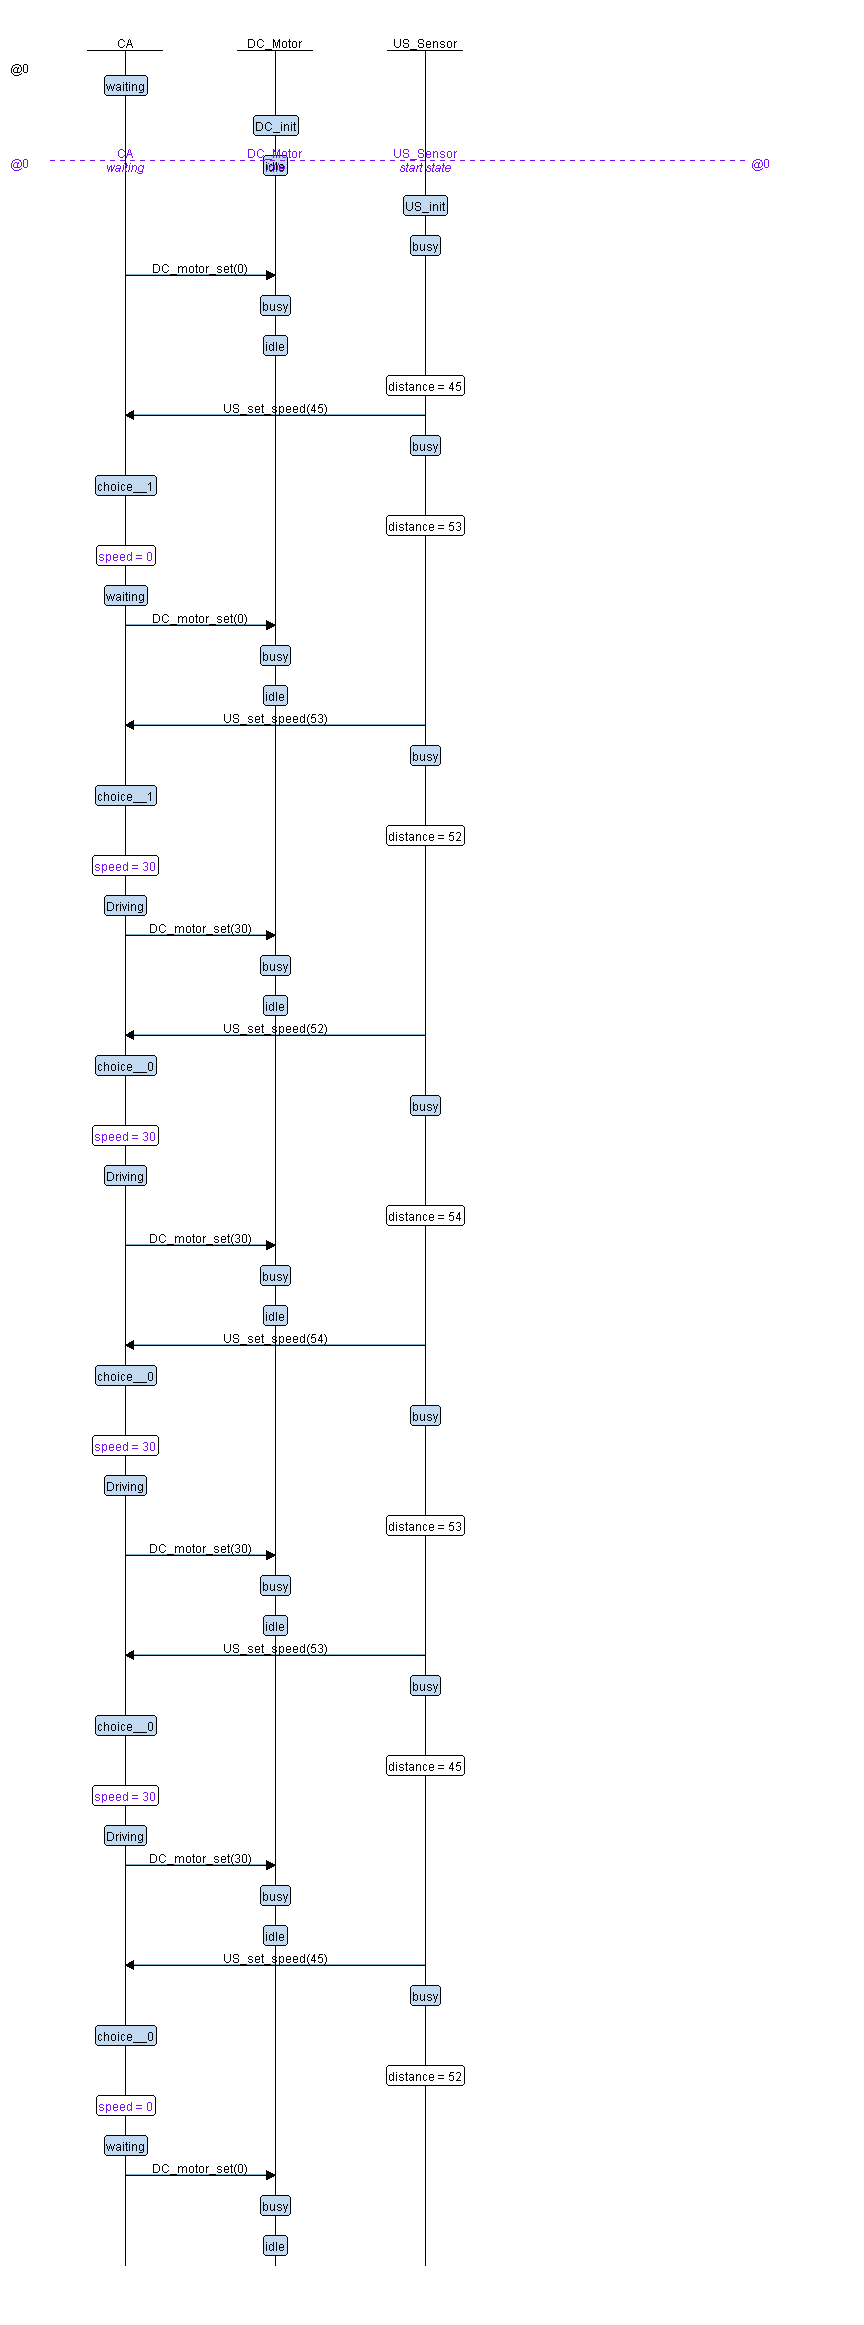 CA DC_Motor US_Sensor
@0
waiting
DC_init
CA DC_Motor US_Sensor
@0 @0
waiting idle start state
US_init
busy
DC_motor_set(0)
busy
idle
distance = 45
US_set_speed(45)
busy
choice__1
distance = 53
speed = 0
waiting
DC_motor_set(0)
busy
idle
US_set_speed(53)
busy
choice__1
distance = 52
speed = 30
Driving
DC_motor_set(30)
busy
idle
US_set_speed(52)
choice__0
busy
speed = 30
Driving
distance = 54
DC_motor_set(30)
busy
idle
US_set_speed(54)
choice__0
busy
speed = 30
Driving
distance = 53
DC_motor_set(30)
busy
idle
US_set_speed(53)
busy
choice__0
distance = 45
speed = 30
Driving
DC_motor_set(30)
busy
idle
US_set_speed(45)
busy
choice__0
distance = 52
speed = 0
waiting
DC_motor_set(0)
busy
idle